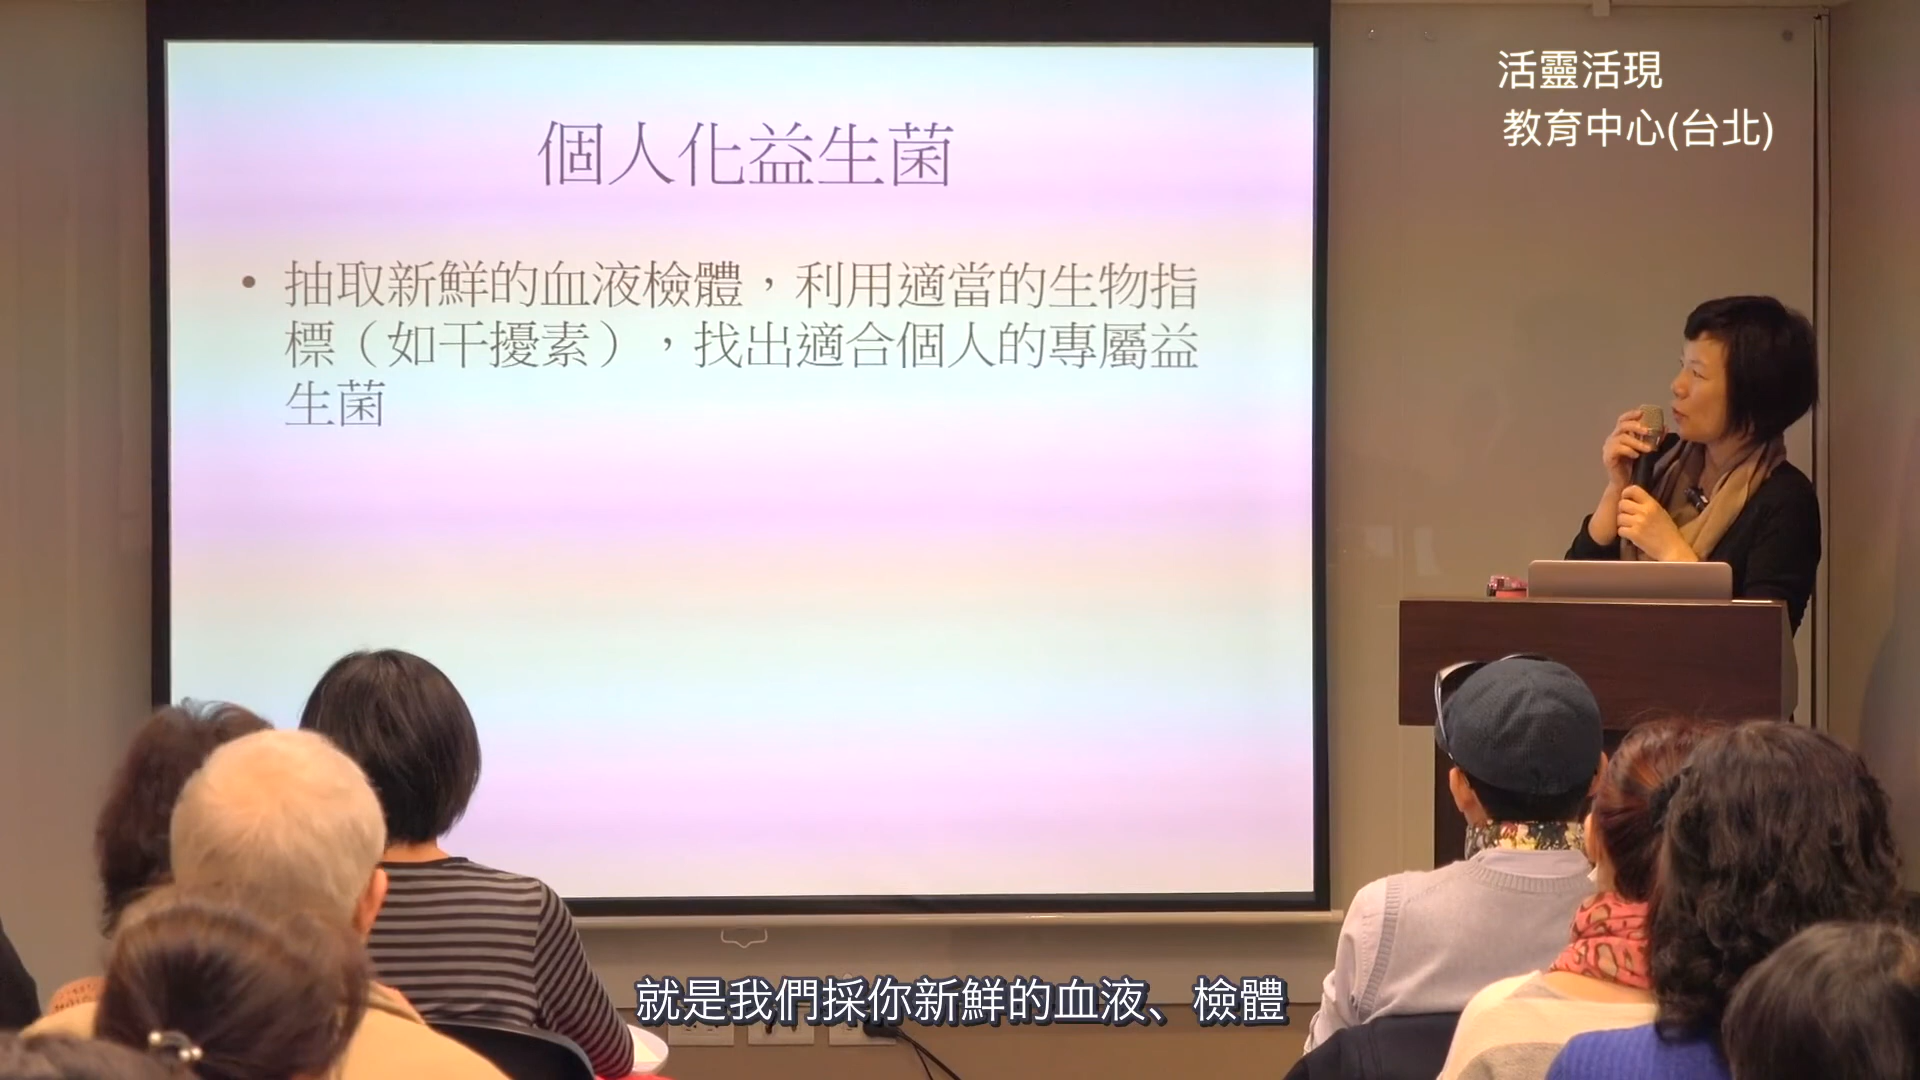 活靈活現
教育中心(台北)
個人化益生菌
• 抽取新鮮的血液檢體，利用適當的生物指
標（如干擾素），找出適合個人的專屬益
生菌
就是我們採你新鮮的血液、檢體